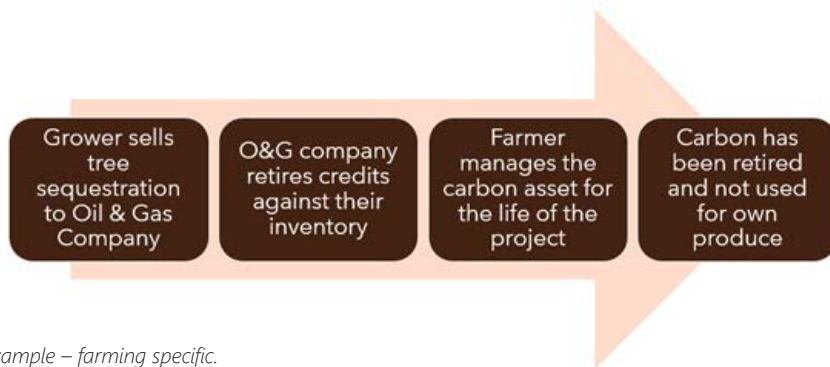 Grower sells
tree
sequestration
to Oil & Gas
Company
O&G company
retires credits
against their
inventory
Farmer
manages the
carbon asset for
the life of the
project
Carbon has
been retired
and not used
for own
produce
– farming specific.